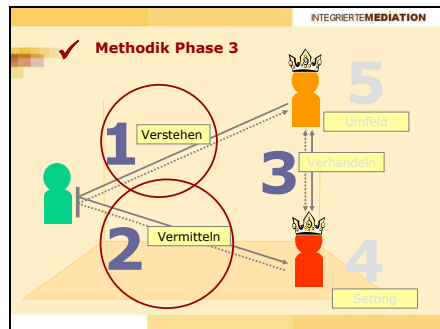 INTEGRIERTEMEDIATION
Methodik Phase 3
5
1
Verstehen
Umfeld
3
Verhandeln
2
Vermitteln
4
Setting